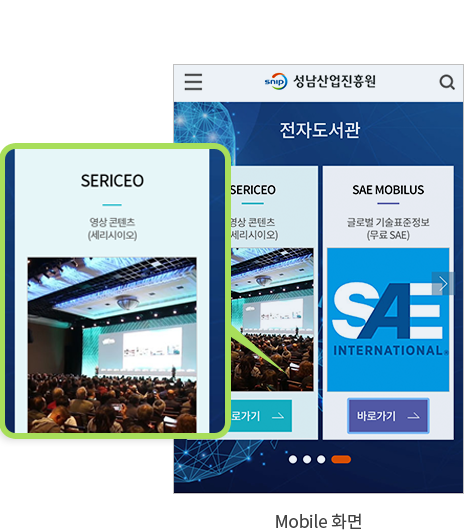 snip 성남산업진흥원
전자도서관
SERICEO
영상 콘텐츠
(세리시이오)
SERICEO
영상 콘텐츠
세리시이오)
로가기
SAE MOBILUS
글로벌 기술표준정보
(무료 SAE)
SAE
INTERNATIONAL®
바로가기
Mobile 화면